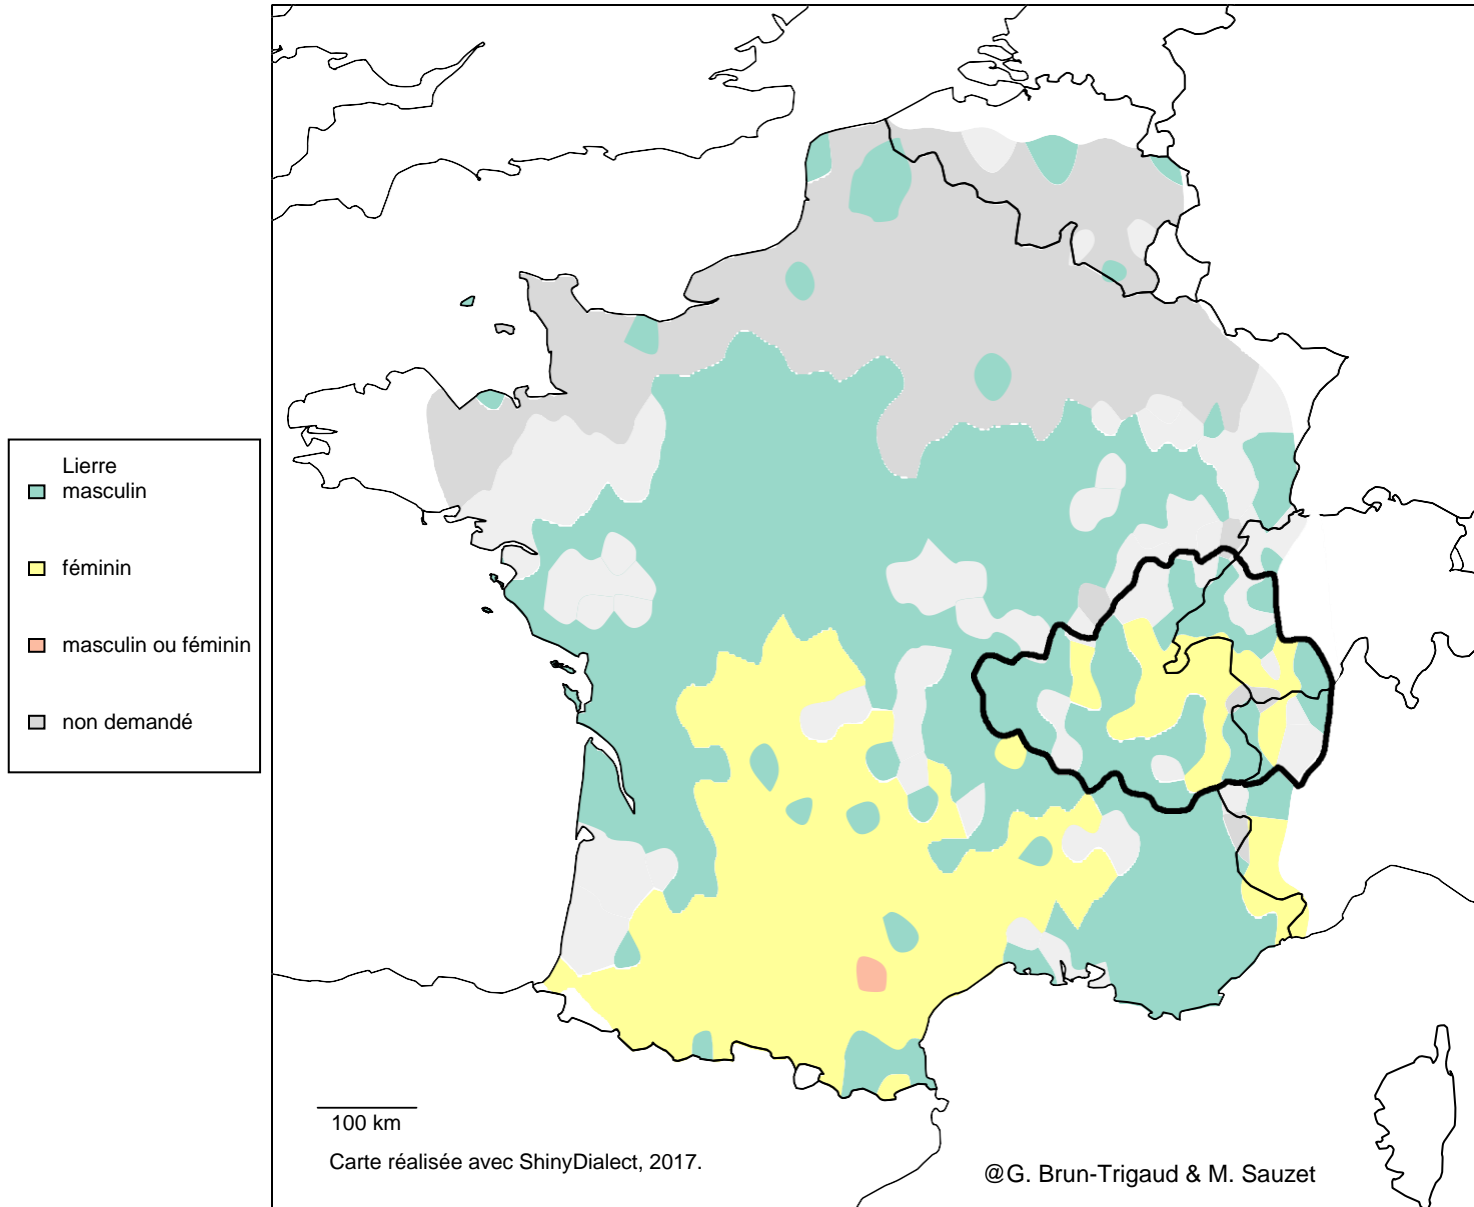 Lierre
masculin
féminin
masculin ou féminin
non demandé
100 km
Carte réalisée avec ShinyDialect, 2017.
@G. Brun-Trigaud & M. Sauzet